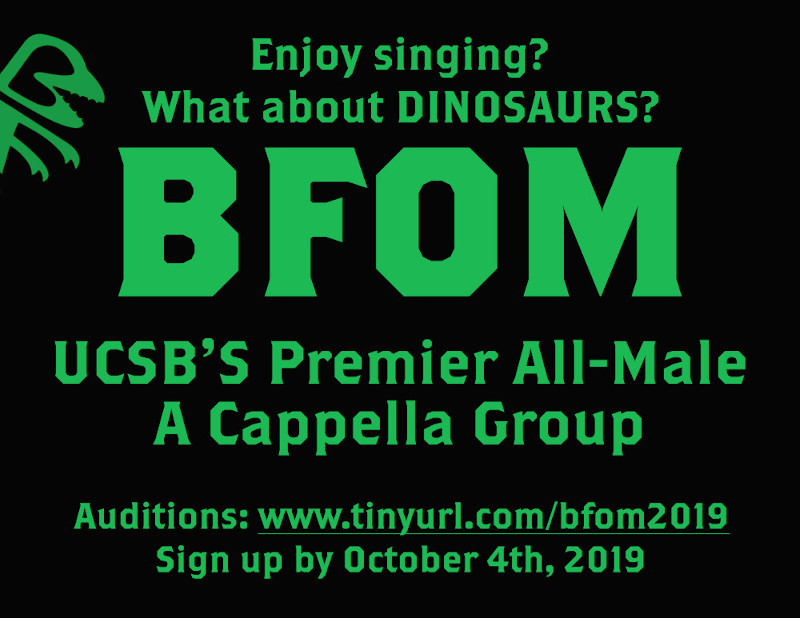 Enjoy singing?
What about DINOSAURS?
BFOM
UCSB'S Premier All-Male
A Cappella Group
Auditions: www.tinyurl.com/bfom2019
Sign up by October 4th, 2019